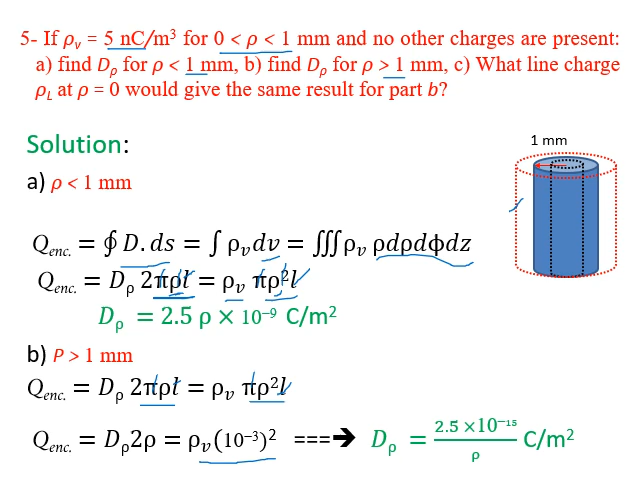 5- If ρᵥ = 5 nC/m³ for 0 < ρ < 1 mm and no other charges are present:
a) find Dᵨ for ρ < 1 mm, b) find Dᵨ for ρ > 1 mm, c) What line charge
ρL at ρ = 0 would give the same result for part b?
Solution:
1 mm
a) ρ < 1 mm
Qenc. = ∮ D. ds = ∫ ρᵥdv = ∭ρᵥ ρdρdϕdz
Qenc. = Dᵨ 2πρl = ρᵥ πρ²l
Dᵨ = 2.5 ρ × 10⁻⁹ C/m²
b) P > 1 mm
Qenc. = Dᵨ 2πρl = ρᵥ πρ²l
Qenc. = Dᵨ2ρ = ρᵥ(10⁻³)² ===➔ Dᵨ = 2.5 ×10⁻¹⁵/ρ C/m²